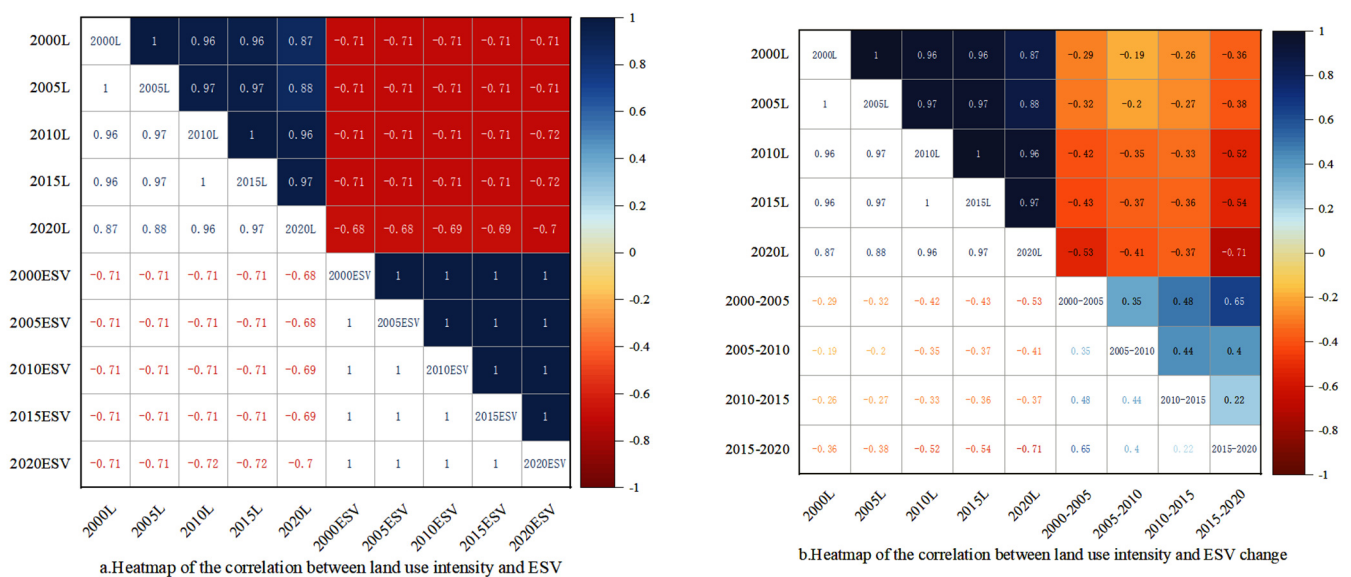 2000L 2000L 1 0.96 0.96 0.87 -0.71 -0.71 -0.71 -0.71 -0.71
2005L 1 2005L 0.97 0.97 0.88 -0.71 -0.71 -0.71 -0.71 -0.71
2010L 0.96 0.97 2010L 1 0.96 -0.71 -0.71 -0.71 -0.71 -0.72
2015L 0.96 0.97 1 2015L 0.97 -0.71 -0.71 -0.71 -0.71 -0.72
2020L 0.87 0.88 0.96 0.97 2020L -0.68 -0.68 -0.69 -0.69 -0.7
2000ESV -0.71 -0.71 -0.71 -0.71 -0.68 2000ESV 1 1 1 1
2005ESV -0.71 -0.71 -0.71 -0.71 -0.68 1 2005ESV 1 1 1
2010ESV -0.71 -0.71 -0.71 -0.71 -0.69 1 1 2010ESV 1 1
2015ESV -0.71 -0.71 -0.71 -0.71 -0.69 1 1 1 2015ESV 1
2020ESV -0.71 -0.71 -0.72 -0.72 -0.7 1 1 1 1 2020ESV
2000L 2005L 2010L 2015L 2020L 2000ESV 2005ESV 2010ESV 2015ESV 2020ESV
1
0.8
0.6
0.4
0.2
0
-0.2
-0.4
-0.6
-0.8
-1
a.Heatmap of the correlation between land use intensity and ESV
2000L 2000L 1 0.96 0.96 0.87 -0.29 -0.19 -0.26 -0.36
2005L 1 2005L 0.97 0.97 0.88 -0.32 -0.2 -0.27 -0.38
2010L 0.96 0.97 2010L 1 0.96 -0.42 -0.35 -0.33 -0.52
2015L 0.96 0.97 1 2015L 0.97 -0.43 -0.37 -0.36 -0.54
2020L 0.87 0.88 0.96 0.97 2020L -0.53 -0.41 -0.37 -0.71
2000-2005 -0.29 -0.32 -0.42 -0.43 -0.53 2000-2005 0.35 0.48 0.65
2005-2010 -0.19 -0.2 -0.35 -0.37 -0.41 0.35 2005-2010 0.44 0.4
2010-2015 -0.26 -0.27 -0.33 -0.36 -0.37 0.48 0.44 2010-2015 0.22
2015-2020 -0.36 -0.38 -0.52 -0.54 -0.71 0.65 0.4 0.22 2015-2020
2000L 2005L 2010L 2015L 2020L 2000-2005 2005-2010 2010-2015 2015-2020
1
0.8
0.6
0.4
0.2
0
-0.2
-0.4
-0.6
-0.8
-1
b.Heatmap of the correlation between land use intensity and ESV change